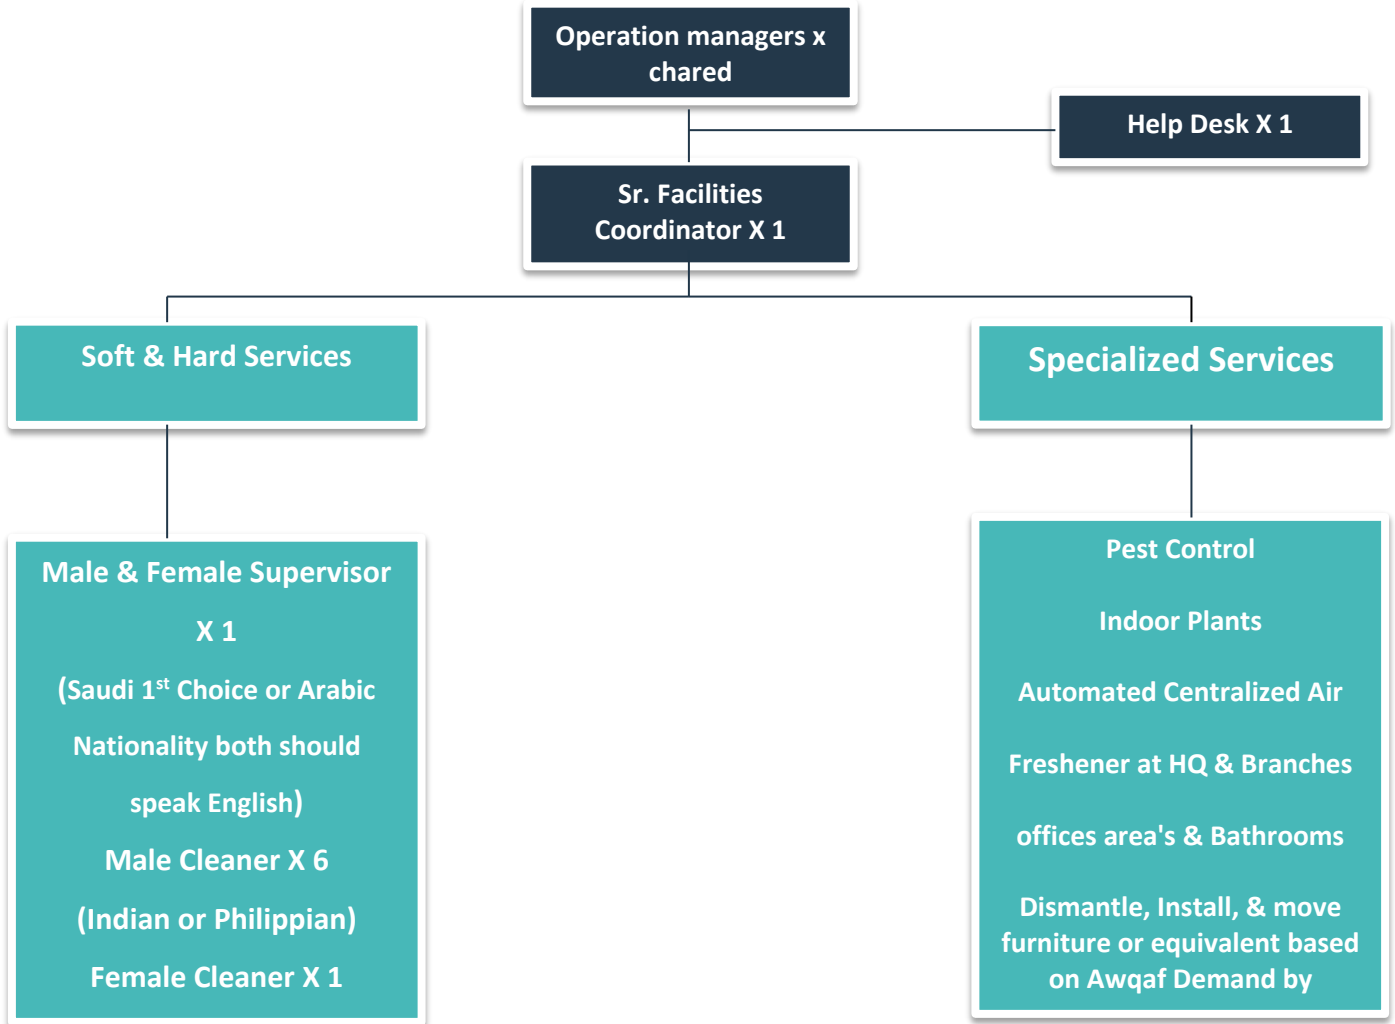 Operation managers x
chared
Help Desk X 1
Sr. Facilities
Coordinator X 1
Soft & Hard Services
Specialized Services
Male & Female Supervisor
X 1
(Saudi 1st Choice or Arabic
Nationality both should
speak English)
Male Cleaner X 6
(Indian or Philippian)
Female Cleaner X 1
Pest Control
Indoor Plants
Automated Centralized Air
Freshener at HQ & Branches
offices area's & Bathrooms
Dismantle, Install, & move
furniture or equivalent based
on Awqaf Demand by